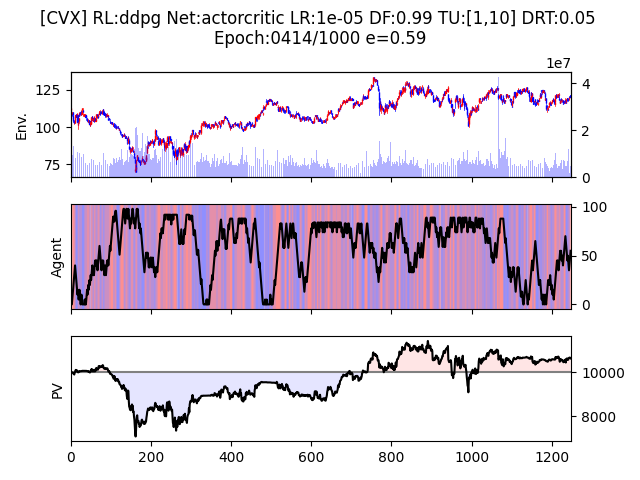 [CVX] RL:ddpg Net:actorcritic LR:1e-05 DF:0.99 TU:[1,10] DRT:0.05
Epoch:0414/1000 e=0.59
1e7
125
100
75
Env.
4
2
0
Agent
100
50
0
PV
10000
8000
0 200 400 600 800 1000 1200